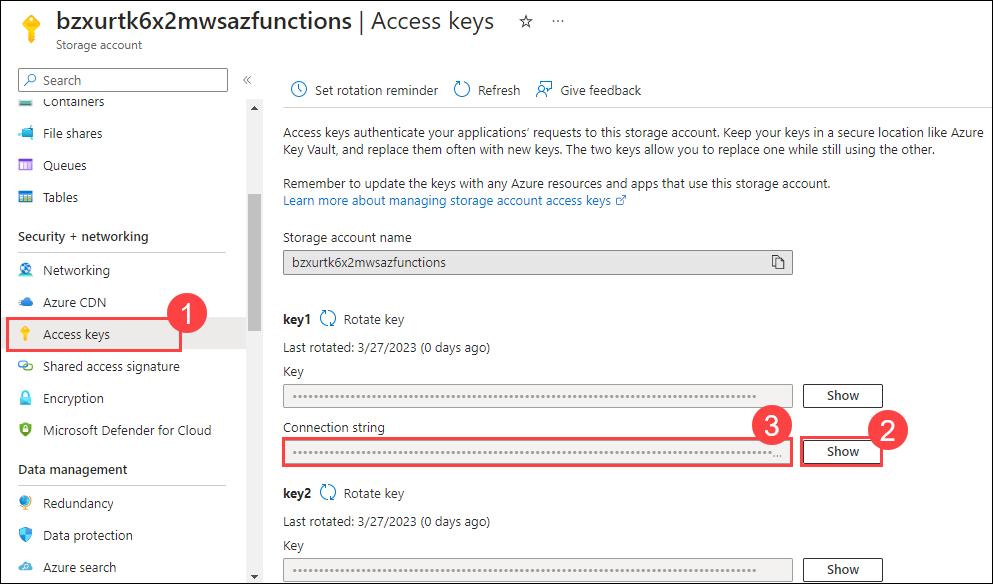 bzxurtk6x2mwsazfunctions | Access keys
Storage account
Search
Containers
File shares
Queues
Tables
Security + networking
Networking
Azure CDN
Access keys
1
Shared access signature
Encryption
Microsoft Defender for Cloud
Data management
Redundancy
Data protection
Azure search
Set rotation reminder
Refresh
Give feedback
Access keys authenticate your applications' requests to this storage account. Keep your keys in a secure location like Azure
Key Vault, and replace them often with new keys. The two keys allow you to replace one while still using the other.
Remember to update the keys with any Azure resources and apps that use this storage account.
Learn more about managing storage account access keys
Storage account name
bzxurtk6x2mwsazfunctions
key1 Rotate key
Last rotated: 3/27/2023 (0 days ago)
Key
Show
Connection string
3
Show
2
key2 Rotate key
Last rotated: 3/27/2023 (0 days ago)
Key
Show